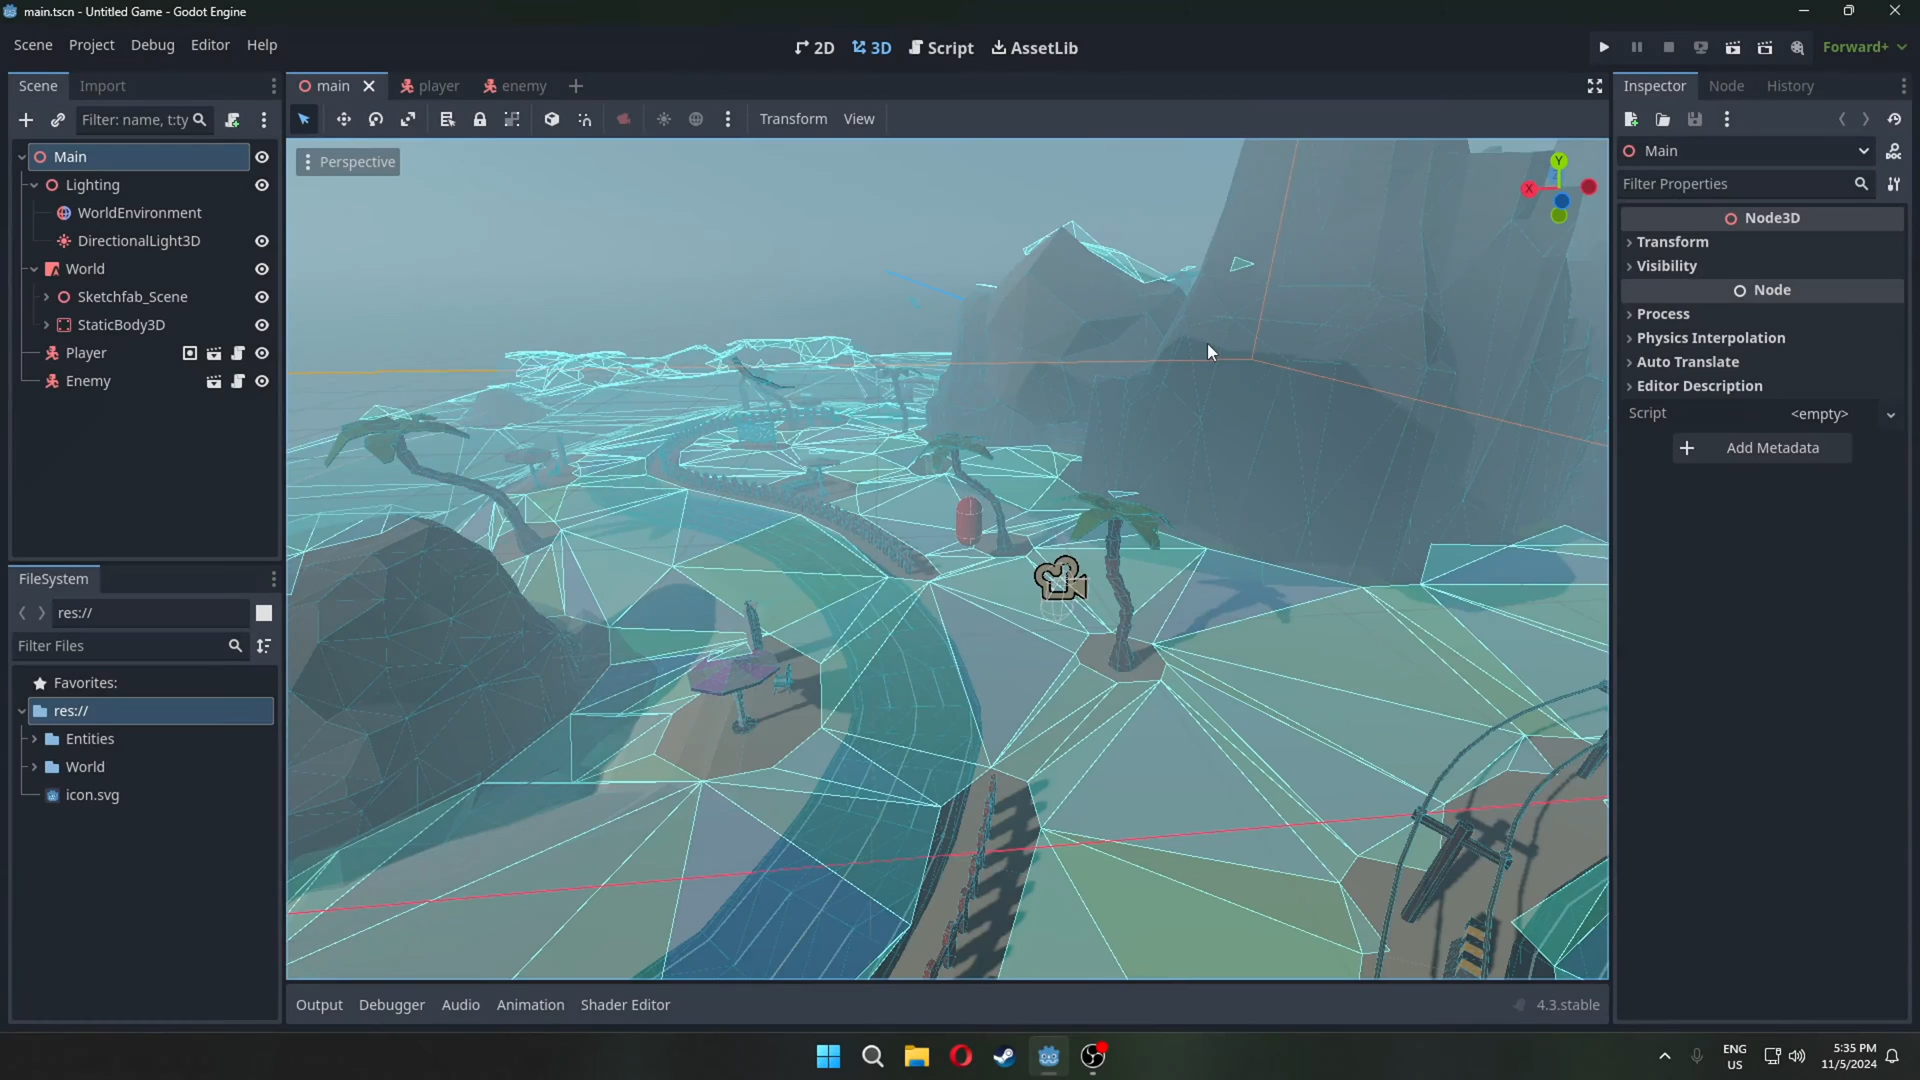 main.tscn - Untitled Game - Godot Engine
Scene Project Debug Editor Help
2D 3D Script AssetLib
Forward+
Scene Import
main player enemy
Inspector Node History
Filter: name, t:ty
Transform View
Main
Lighting
WorldEnvironment
DirectionalLight3D
World
Sketchfab_Scene
StaticBody3D
Player
Enemy
Perspective
Y
X
Main
DOC
Filter Properties
Node3D
Transform
Visibility
Node
Process
Physics Interpolation
Auto Translate
Editor Description
Script <empty>
Add Metadata
FileSystem
res://
Filter Files
Favorites:
res://
Entities
World
icon.svg
Output Debugger Audio Animation Shader Editor
4.3.stable
ENG
US
5:35 PM
11/5/2024